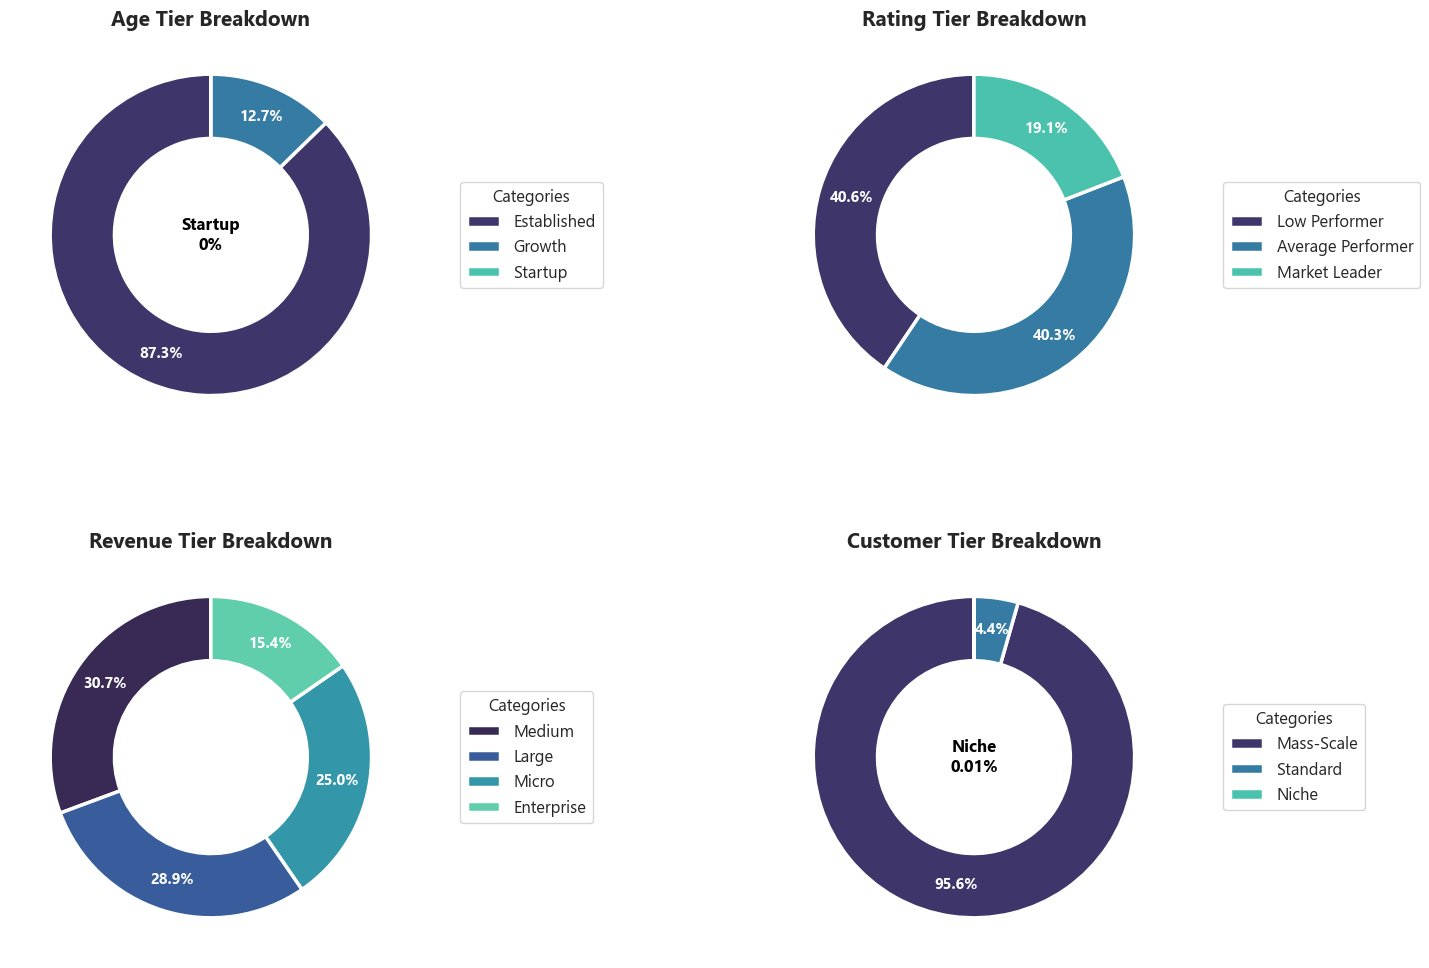 Age Tier Breakdown
12.7%
Startup
0%
87.3%
Categories
Established
Growth
Startup
Rating Tier Breakdown
19.1%
40.6%
40.3%
Categories
Low Performer
Average Performer
Market Leader
Revenue Tier Breakdown
15.4%
30.7%
25.0%
28.9%
Categories
Medium
Large
Micro
Enterprise
Customer Tier Breakdown
4.4%
Niche
0.01%
95.6%
Categories
Mass-Scale
Standard
Niche